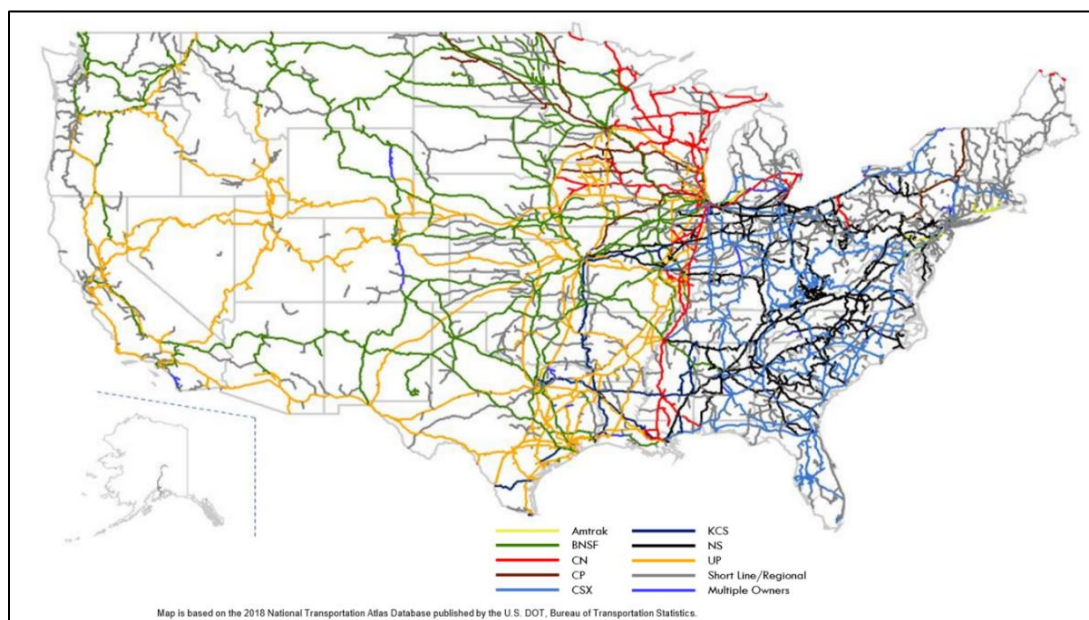 Amtrak
BNSF
CN
CP
CSX
KCS
NS
UP
Short Line/Regional
Multiple Owners
Map is based on the 2018 National Transportation Atlas Database published by the U.S. DOT, Bureau of Transportation Statistics.